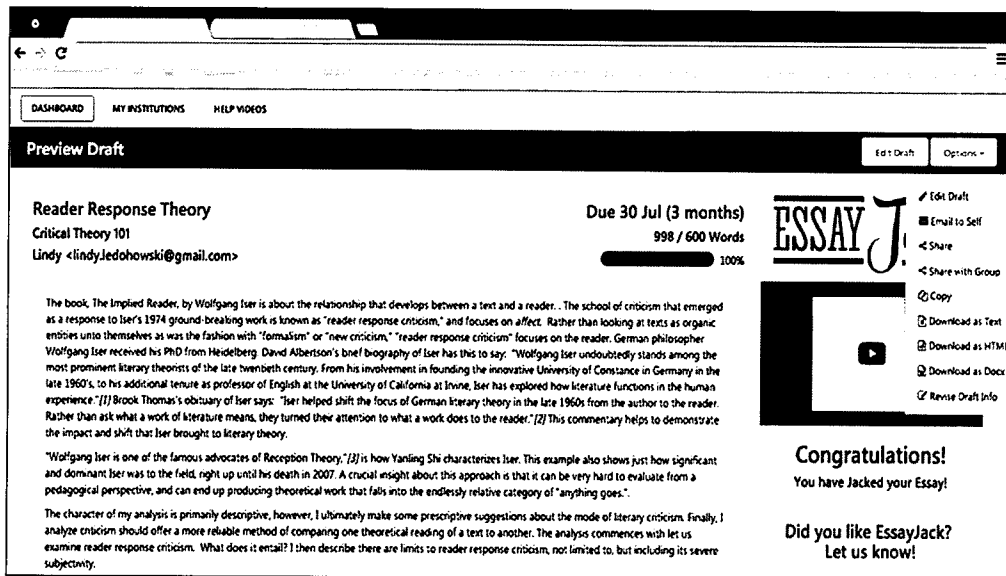 DASHBOARD MY INSTITUTIONS HELP VIDEOS
Preview Draft Edit Draft Options
Reader Response Theory
Critical Theory 101
Lindy <lindy.ledohowski@gmail.com>
Due 30 Jul (3 months)
998 / 600 Words
100%
The book, The Implied Reader, by Wolfgang Iser is about the relationship that develops between a text and a reader. . The school of criticism that emerged
as a response to Iser's 1974 ground-breaking work is known as "reader response criticism," and focuses on affect. Rather than looking at texts as organic
entities unto themselves as was the fashion with "formalism" or "new criticism," "reader response criticism" focuses on the reader. German philosopher
Wolfgang Iser received his PhD from Heidelberg. David Albertson's brief biography of Iser has this to say: "Wolfgang Iser undoubtedly stands among the
most prominent literary theorists of the late twentieth century. From his involvement in founding the innovative University of Constance in Germany in the
late 1960's, to his additional tenure as professor of English at the University of California at Irvine, Iser has explored how literature functions in the human
experience."[1] Brook Thomas's obituary of Iser says: "Iser helped shift the focus of German literary theory in the late 1960s from the author to the reader.
Rather than ask what a work of literature means, they turned their attention to what a work does to the reader."[2] This commentary helps to demonstrate
the impact and shift that Iser brought to literary theory.
"Wolfgang Iser is one of the famous advocates of Reception Theory,"[3] is how Yanling Shi characterizes Iser. This example also shows just how significant
and dominant Iser was to the field, right up until his death in 2007. A crucial insight about this approach is that it can be very hard to evaluate from a
pedagogical perspective, and can end up producing theoretical work that falls into the endlessly relative category of "anything goes.".
The character of my analysis is primarily descriptive, however, I ultimately make some prescriptive suggestions about the mode of literary criticism. Finally, I
analyze criticism should offer a more reliable method of comparing one theoretical reading of a text to another. The analysis commences with let us
examine reader response criticism. What does it entail? I then describe there are limits to reader response criticism, not limited to, but including its severe
subjectivity.
ESSAY J
Edit Draft
Email to Self
Share
Share with Group
Copy
Download as Text
Download as HTML
Download as Docx
Revise Draft Info
Congratulations!
You have Jacked your Essay!
Did you like EssayJack?
Let us know!